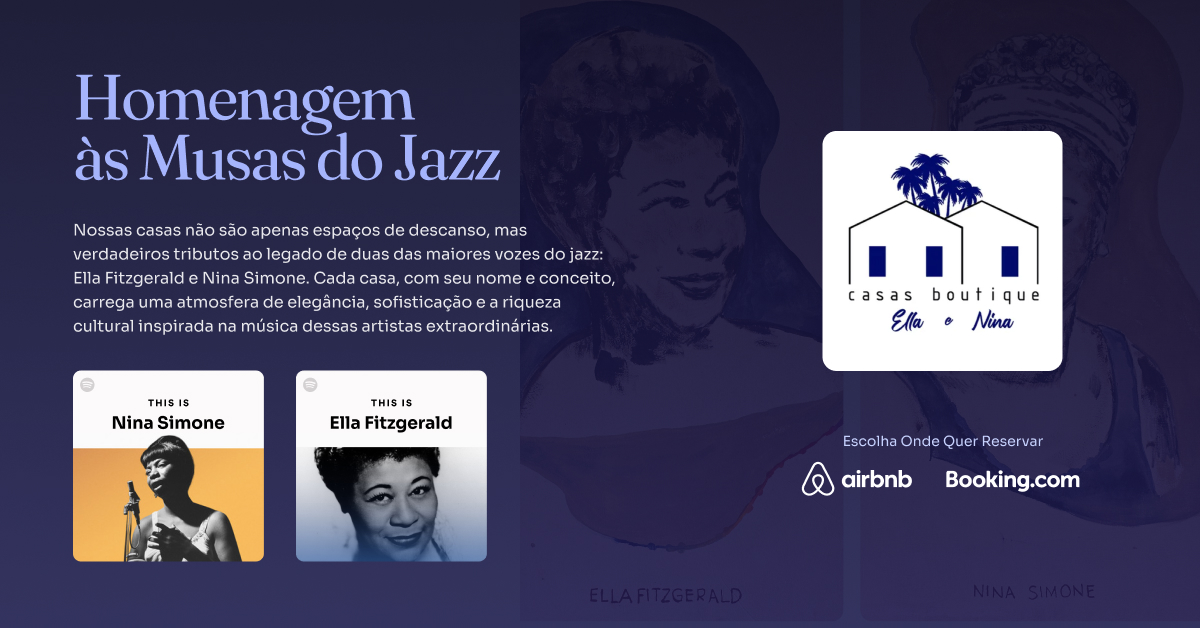 Homenagem
às Musas do Jazz
Nossas casas não são apenas espaços de descanso, mas
verdadeiros tributos ao legado de duas das maiores vozes do jazz:
Ella Fitzgerald e Nina Simone. Cada casa, com seu nome e conceito,
carrega uma atmosfera de elegância, sofisticação e a riqueza
cultural inspirada na música dessas artistas extraordinárias.
THIS IS
Nina Simone
THIS IS
Ella Fitzgerald
casas boutique
Ella e Nina
Escolha Onde Quer Reservar
airbnb
Booking.com
ELLA FITZGERALD
NINA SIMONE